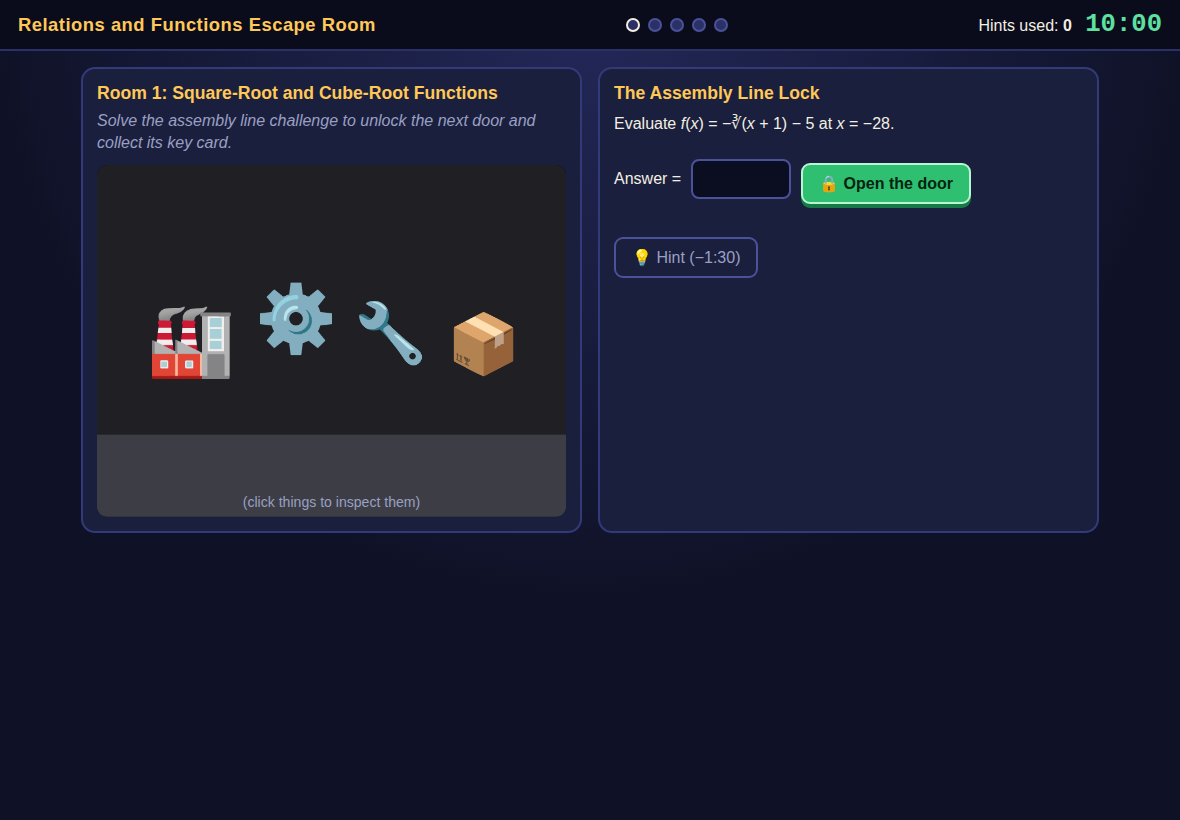 Relations and Functions Escape Room
Hints used: 0 10:00
Room 1: Square-Root and Cube-Root Functions
Solve the assembly line challenge to unlock the next door and
collect its key card.
(click things to inspect them)
The Assembly Line Lock
Evaluate f(x) = −∛(x + 1) − 5 at x = −28.
Answer =
🔒 Open the door
💡 Hint (−1:30)